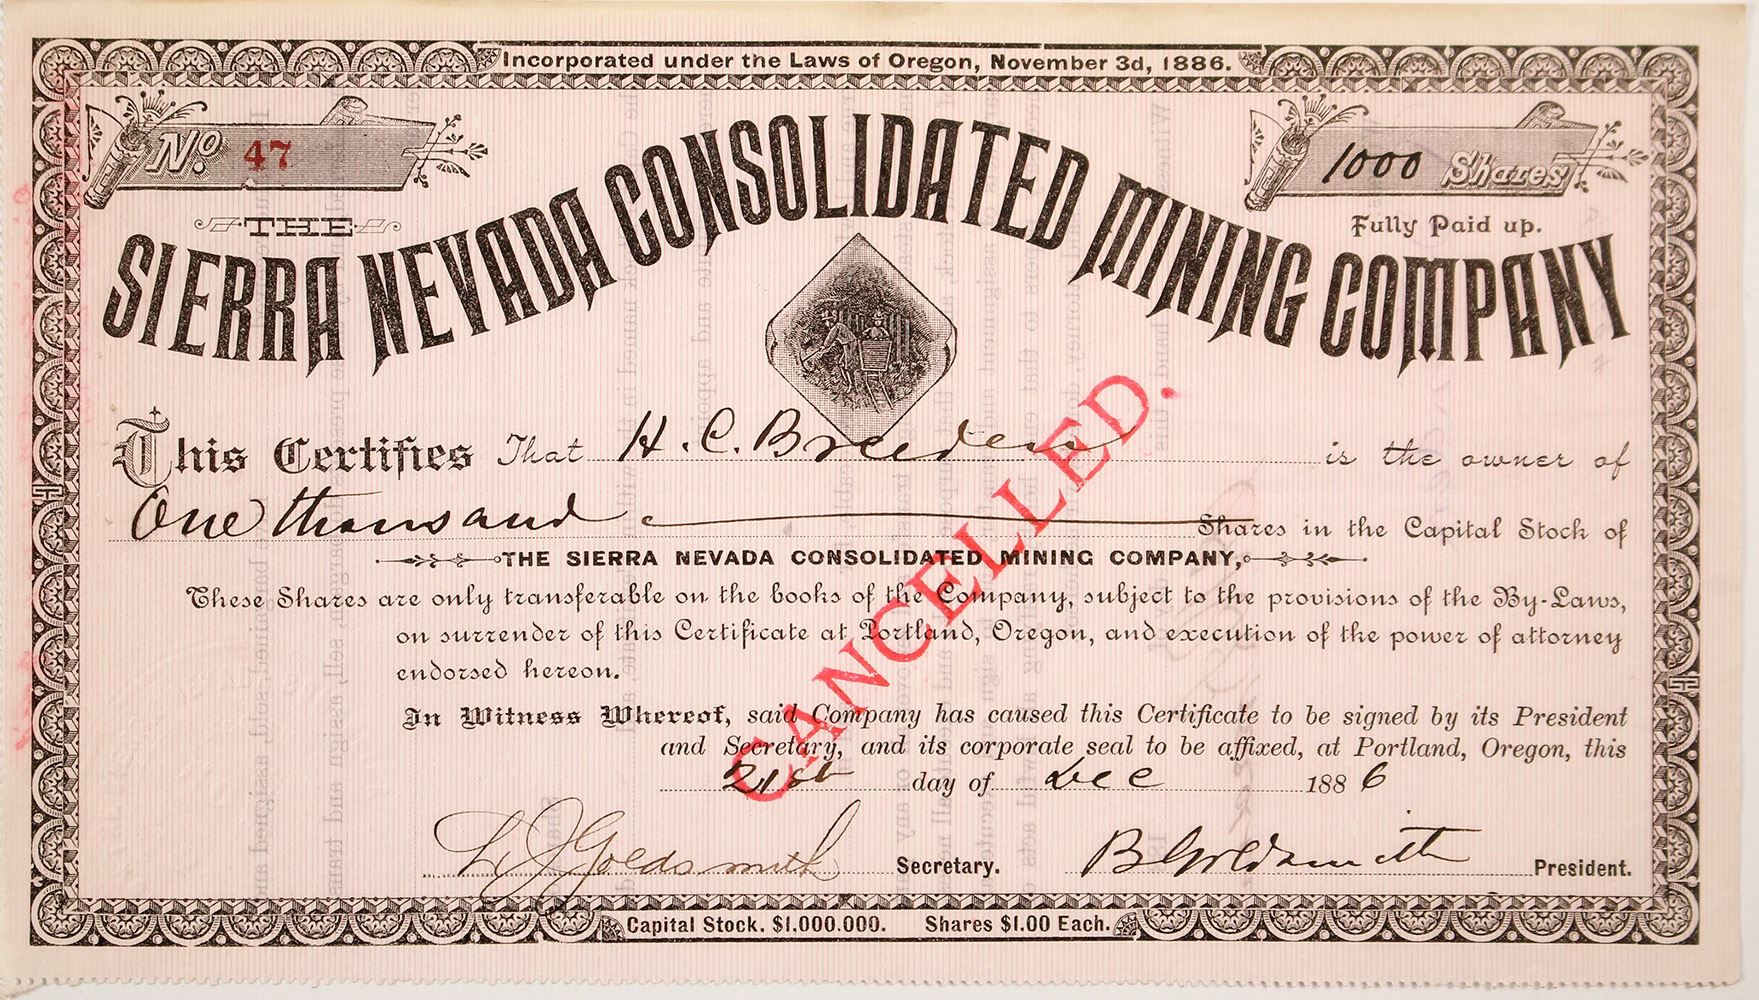 Incorporated under the Laws of Oregon, November 3d, 1886.
No. 47
1000 Shares
Fully Paid up.
THE
SIERRA NEVADA CONSOLIDATED MINING COMPANY
This Certifies That H. C. Breeden is the owner of
One thousand Shares in the Capital Stock of
THE SIERRA NEVADA CONSOLIDATED MINING COMPANY,
These Shares are only transferable on the books of the Company, subject to the provisions of the By-Laws,
on surrender of this Certificate at Portland, Oregon, and execution of the power of attorney
endorsed hereon.
In Witness Whereof, said Company has caused this Certificate to be signed by its President
and Secretary, and its corporate seal to be affixed, at Portland, Oregon, this
21st day of Dec 1886
L J Goldsmith Secretary. B Goldsmith President.
Capital Stock. $1.000.000. Shares $1.00 Each.
CANCELLED.